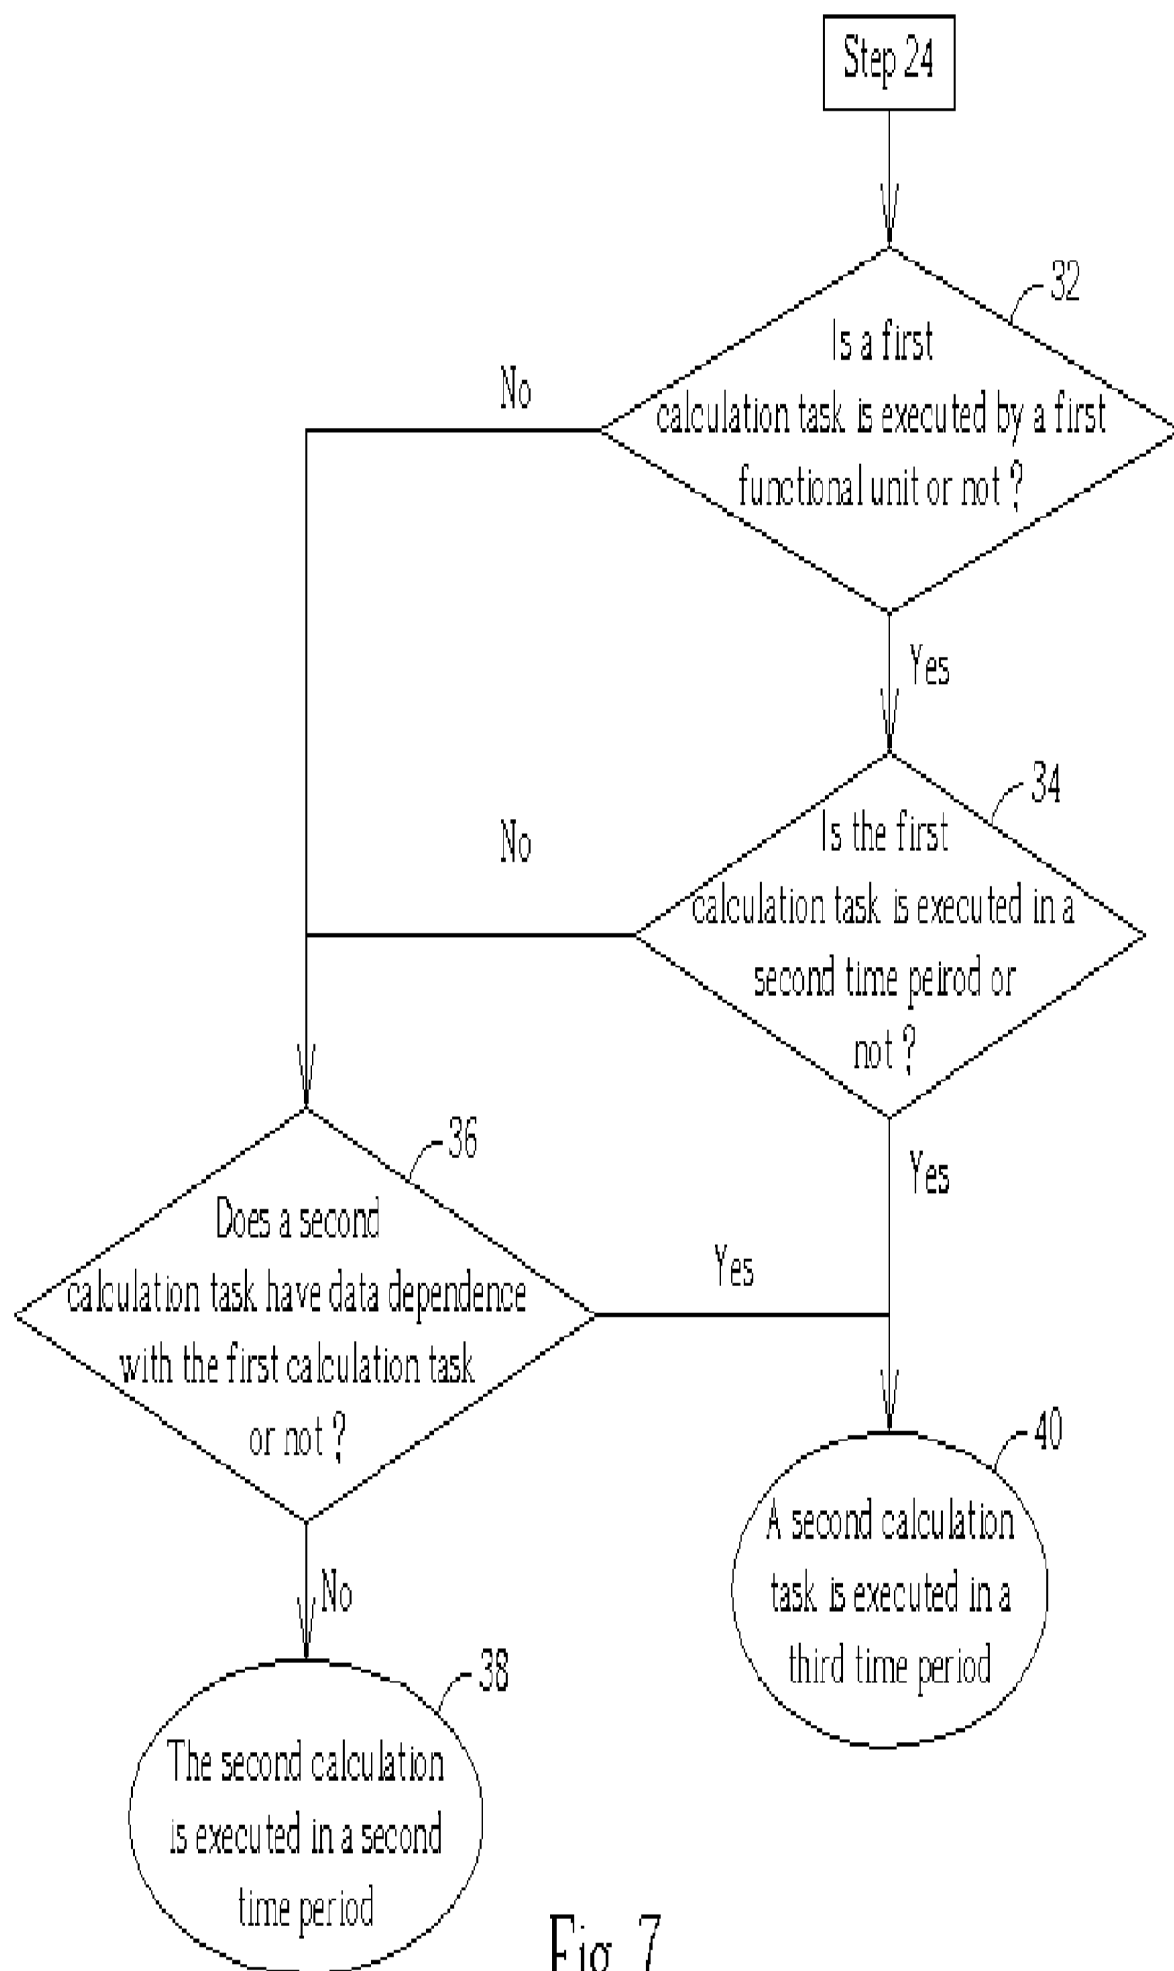 Step 24
32
Is a first
calculation task is executed by a first
functional unit or not ?
No
Yes
34
Is the first
calculation task is executed in a
second time peirod or
not ?
No
Yes
36
Does a second
calculation task have data dependence
with the first calculation task
or not ?
Yes
No
40
A second calculation
task is executed in a
third time period
38
The second calculation
is executed in a second
time period
Fig. 7